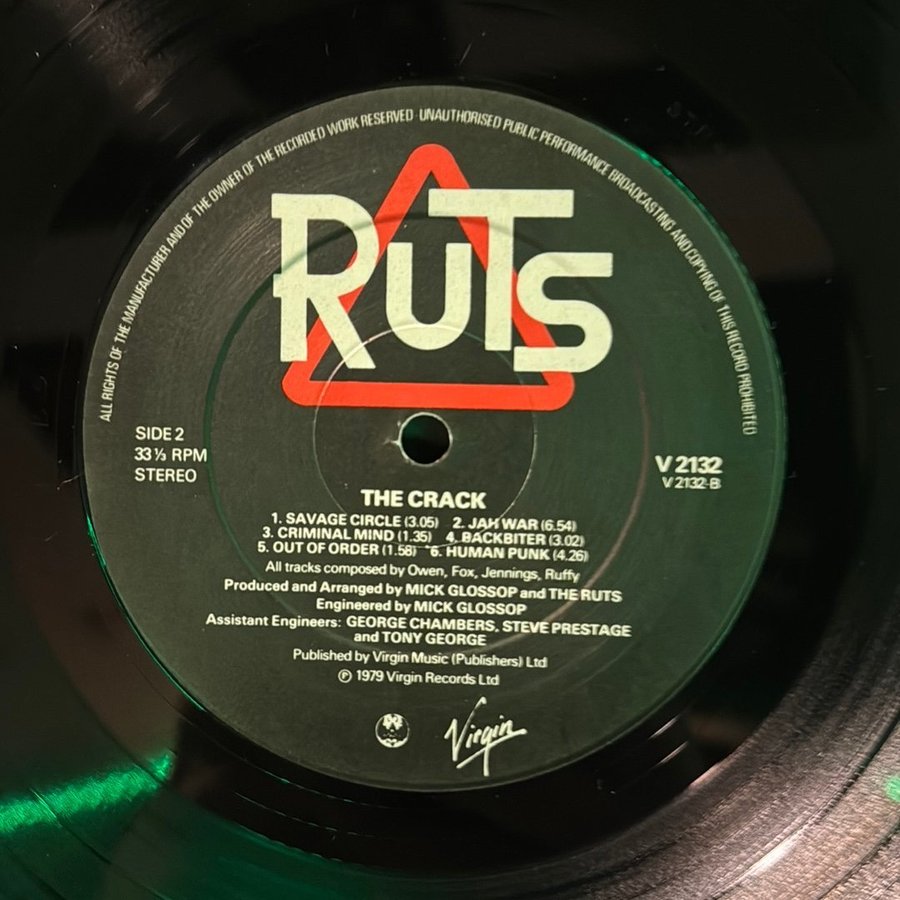 ALL RIGHTS OF THE MANUFACTURER AND OF THE OWNER OF THE RECORDED WORK RESERVED · UNAUTHORISED PUBLIC PERFORMANCE BROADCASTING AND COPYING OF THIS RECORD PROHIBITED
RUTS
SIDE 2
33⅓ RPM
STEREO
V 2132
V 2132-B
THE CRACK
1. SAVAGE CIRCLE (3.05) 2. JAH WAR (6.54)
3. CRIMINAL MIND (1.35) 4. BACKBITER (3.02)
5. OUT OF ORDER (1.58) 6. HUMAN PUNK (4.26)
All tracks composed by Owen, Fox, Jennings, Ruffy
Produced and Arranged by MICK GLOSSOP and THE RUTS
Engineered by MICK GLOSSOP
Assistant Engineers: GEORGE CHAMBERS, STEVE PRESTAGE
and TONY GEORGE
Published by Virgin Music (Publishers) Ltd
℗ 1979 Virgin Records Ltd
Virgin